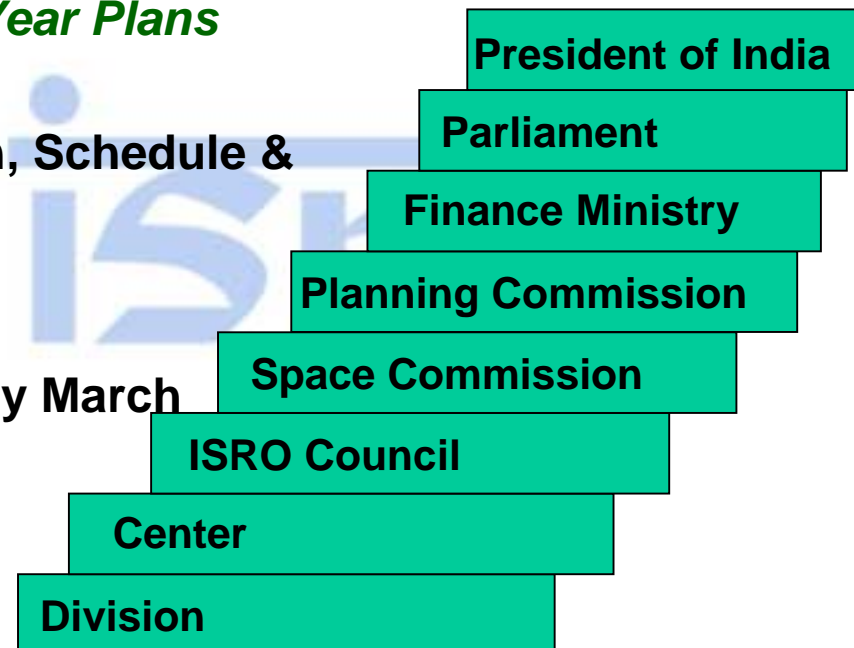 Year Plans
President of India
Parliament
, Schedule &
Finance Ministry
Planning Commission
Space Commission
y March
ISRO Council
Center
Division